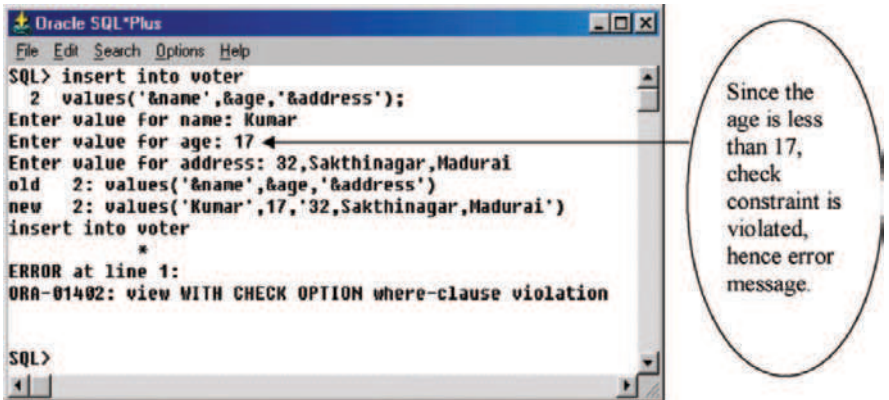 Oracle SQL*Plus
File Edit Search Options Help
SQL> insert into voter
2 values('&name',&age,'&address');
Enter value for name: Kumar
Enter value for age: 17
Enter value for address: 32,Sakthinagar,Madurai
old 2: values('&name',&age,'&address')
new 2: values('Kumar',17,'32,Sakthinagar,Madurai')
insert into voter
*
ERROR at line 1:
ORA-01402: view WITH CHECK OPTION where-clause violation
SQL>
Since the
age is less
than 17,
check
constraint is
violated,
hence error
message.